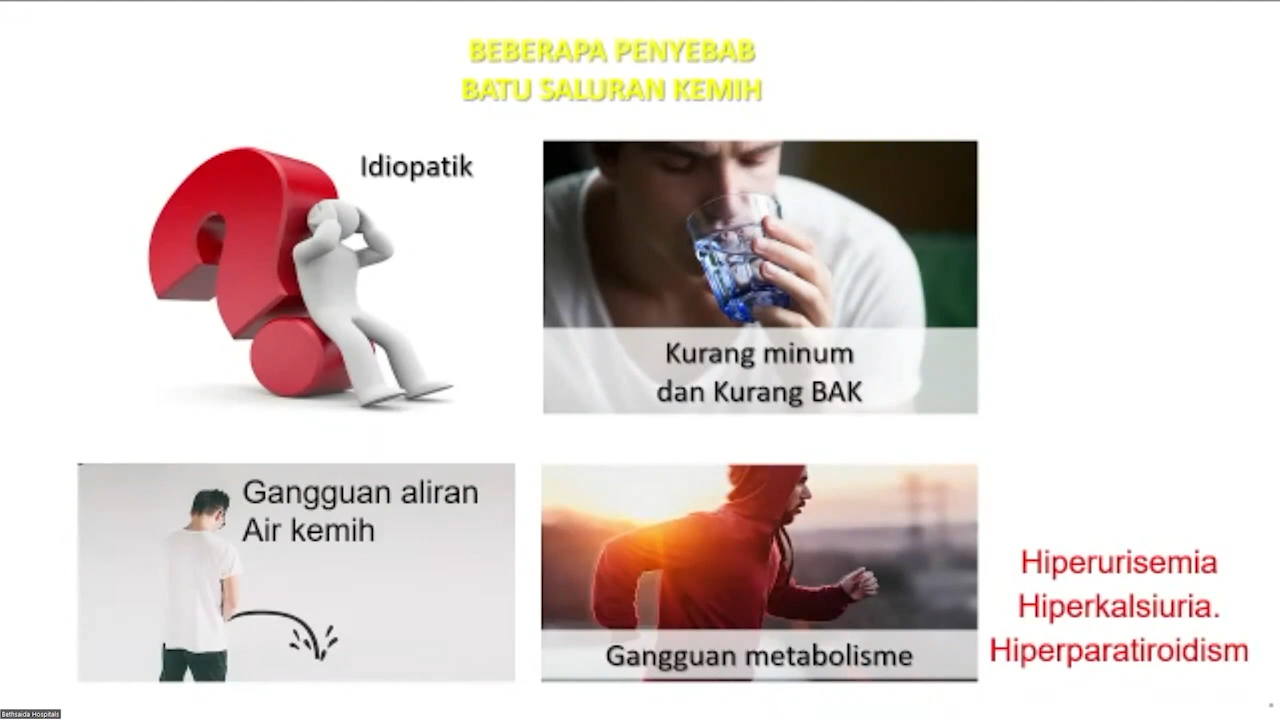 BEBERAPA PENYEBAB
BATU SALURAN KEMIH
Idiopatik
Kurang minum
dan Kurang BAK
Gangguan aliran
Air kemih
Gangguan metabolisme
Hiperurisemia
Hiperkalsiuria.
Hiperparatiroidism
Bethsaida Hospitals